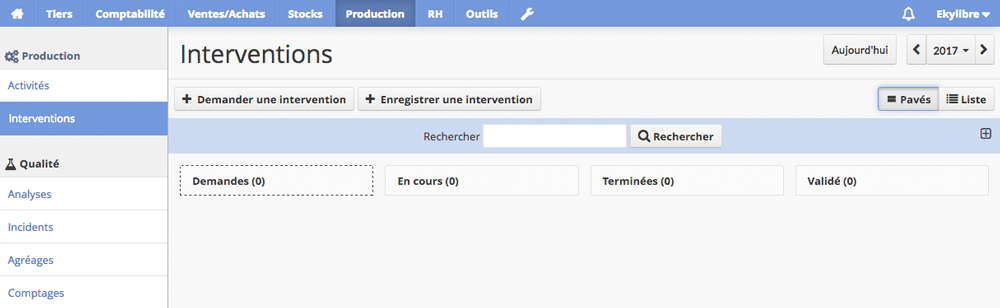 Tiers Comptabilité Ventes/Achats Stocks Production RH Outils Ekylibre
Production
Activités
Interventions
Qualité
Analyses
Incidents
Agréages
Comptages
Interventions
Aujourd'hui 2017
Demander une intervention Enregistrer une intervention Pavés Liste
Rechercher Rechercher
Demandes (0) En cours (0) Terminées (0) Validé (0)